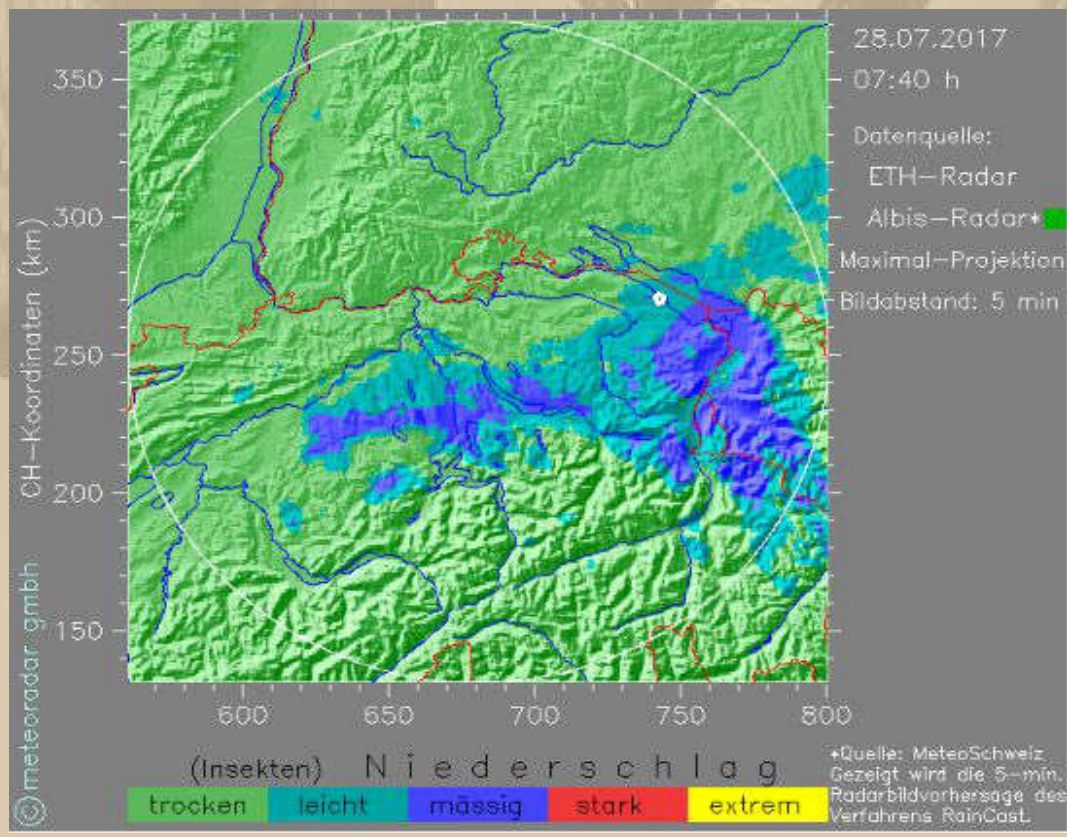 28.07.2017
07:40 h
Datenquelle:
ETH-Radar
Albis-Radar*
Maximal-Projektion
Bildabstand: 5 min
CH-Koordinaten (km)
350
300
250
200
150
600 650 700 750 800
© meteoradar gmbh
(Insekten) Niederschlag
trocken leicht mässig stark extrem
*Quelle: MeteoSchweiz
Gezeigt wird die 5-min.
Radarbildvorhersage des
Verfahrens RainCast.